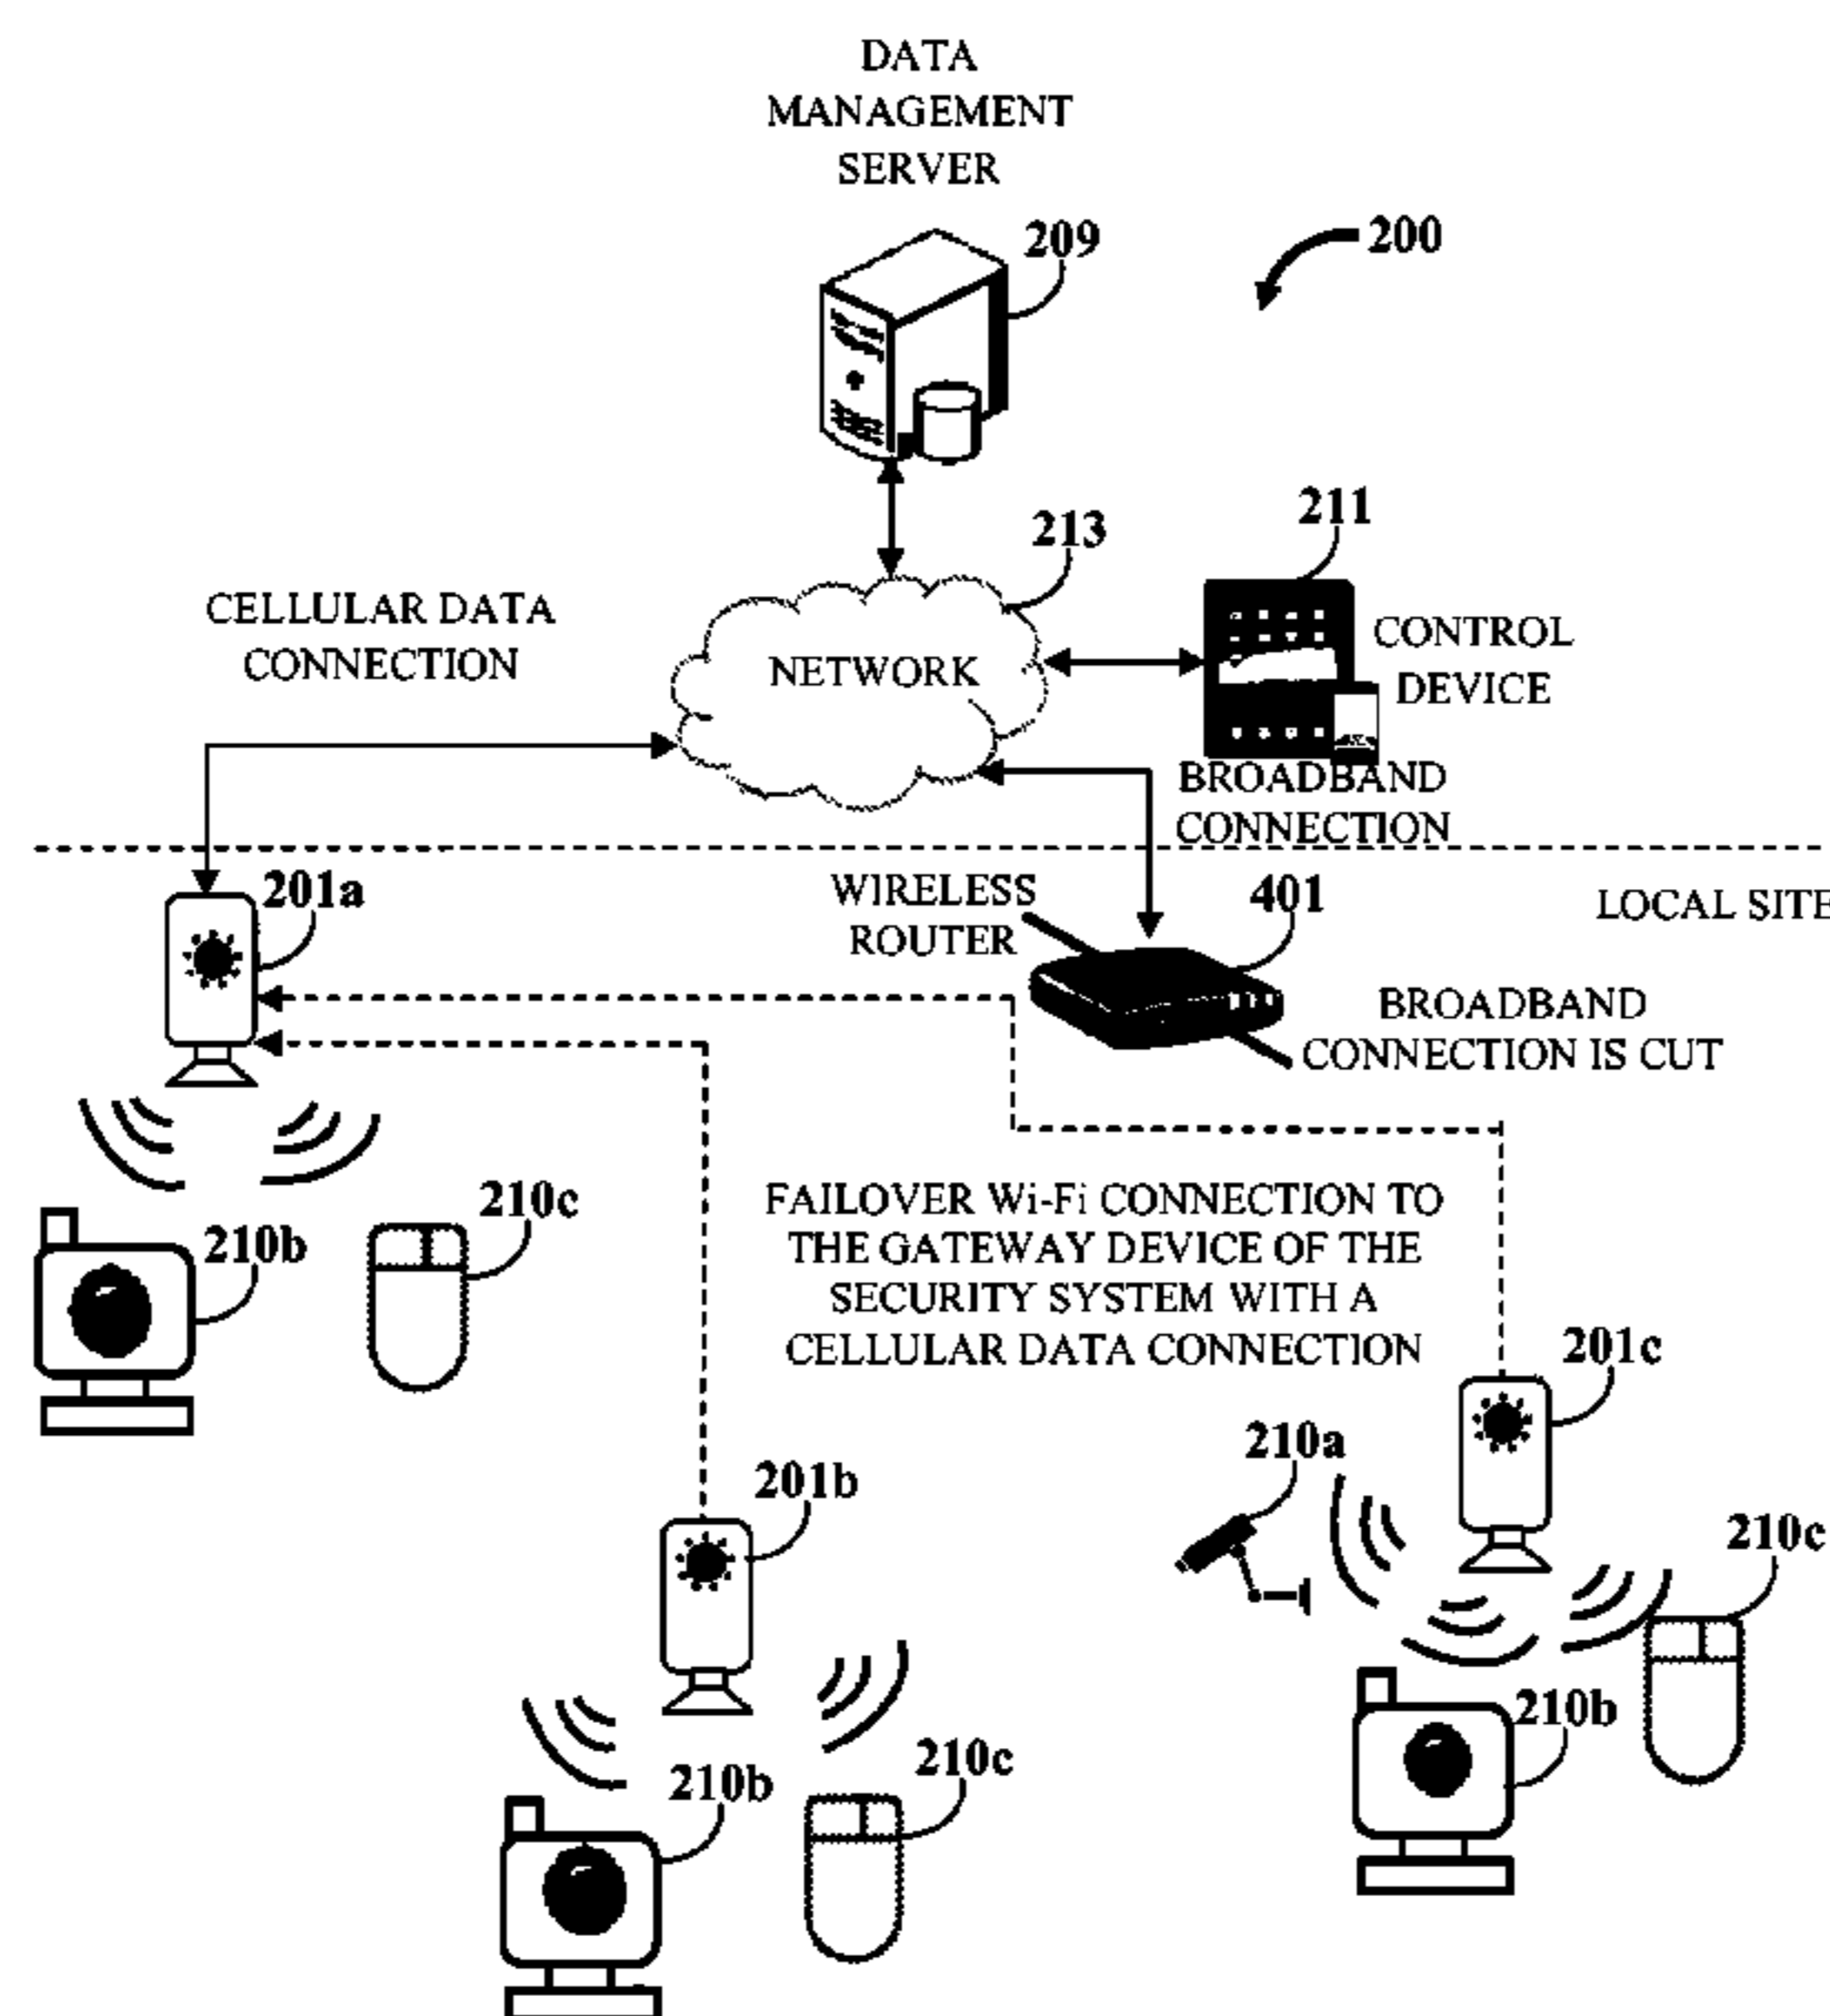 DATA
MANAGEMENT
SERVER
209
200
213
211
CELLULAR DATA
CONNECTION
NETWORK
CONTROL
DEVICE
BROADBAND
CONNECTION
201a
WIRELESS
ROUTER
401
LOCAL SITE
BROADBAND
CONNECTION IS CUT
210b
210c
FAILOVER Wi-Fi CONNECTION TO
THE GATEWAY DEVICE OF THE
SECURITY SYSTEM WITH A
CELLULAR DATA CONNECTION
201c
210a
201b
210c
210b
210b
210c